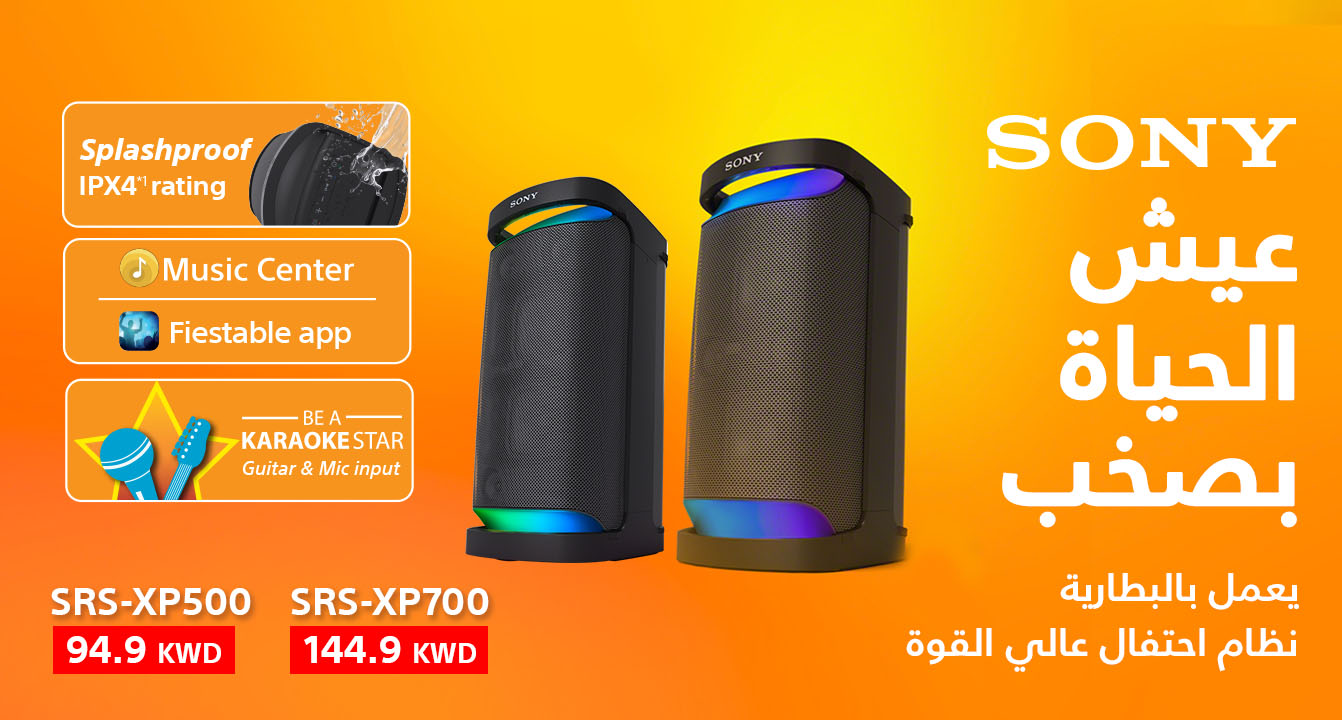 Splashproof
IPX4*1 rating
Music Center
Fiestable app
BE A
KARAOKE STAR
Guitar & Mic input
SRS-XP500
94.9 KWD
SRS-XP700
144.9 KWD
SONY
SONY
SONY
عيش
الحياة
بصخب
يعمل بالبطارية
نظام احتفال عالي القوة